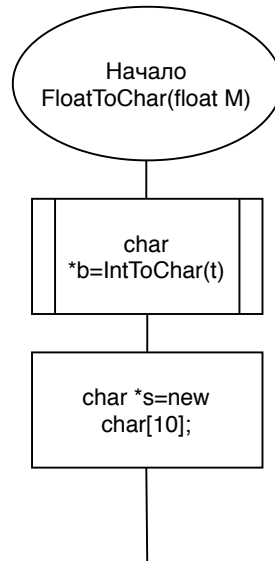 Начало
FloatToChar(float M)
char
*b=IntToChar(t)
char *s=new
char[10];